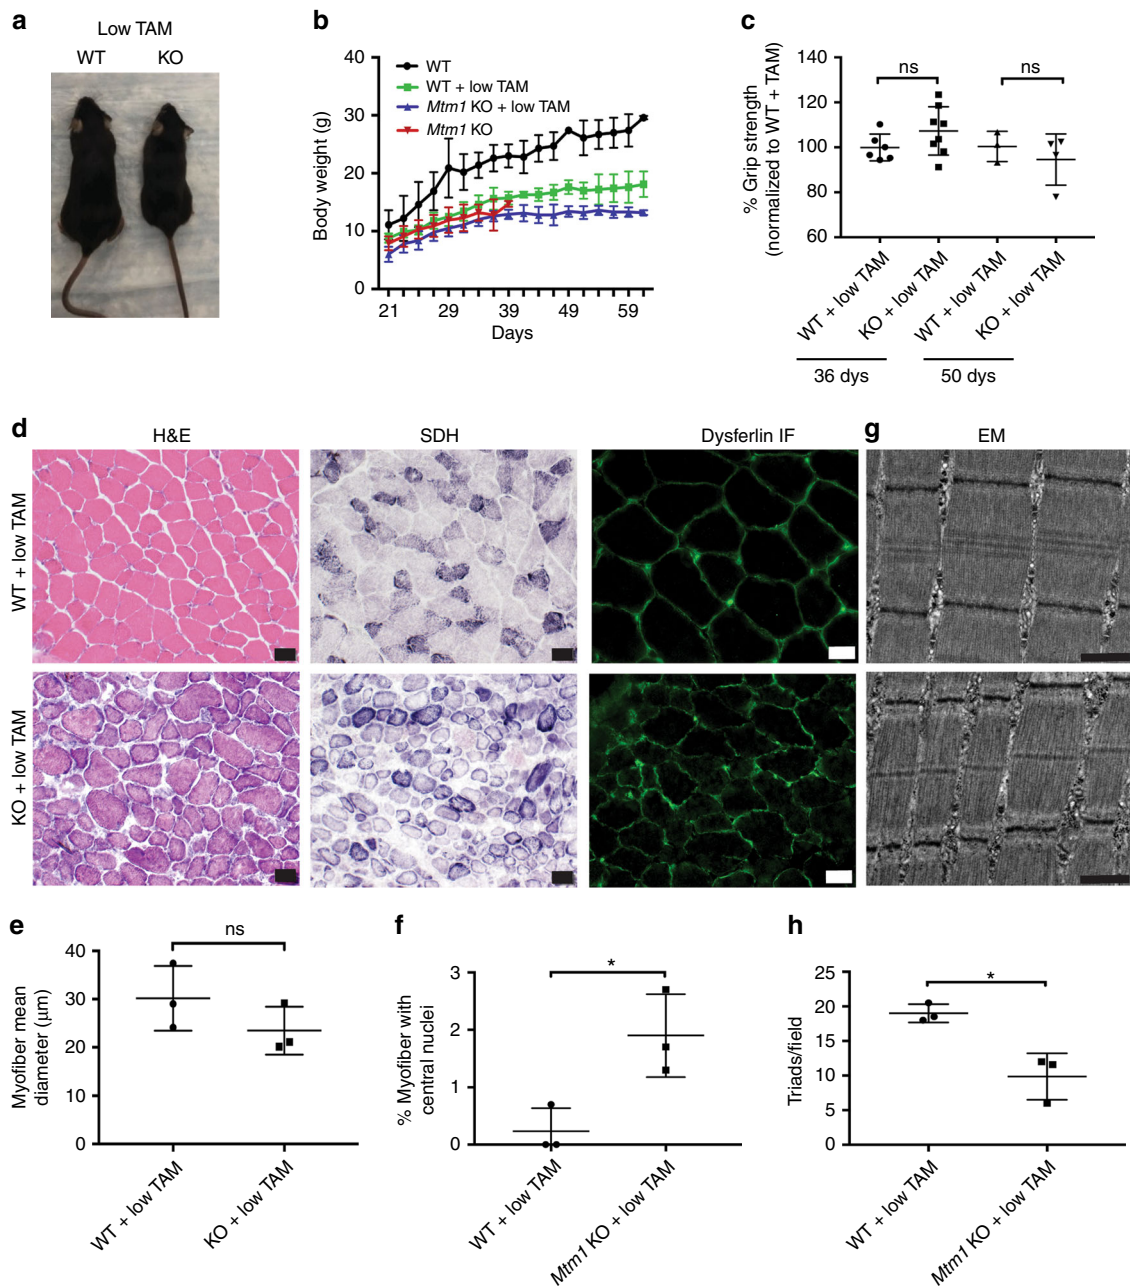 a
Low TAM
WT KO
b
Body weight (g)
40
30
20
10
0
WT
WT + low TAM
Mtm1 KO + low TAM
Mtm1 KO
21 29 39 49 59
Days
c
% Grip strength
(normalized to WT + TAM)
140
120
100
80
60
ns ns
WT + low TAM
KO + low TAM
WT + low TAM
KO + low TAM
36 dys 50 dys
d
H&E SDH Dysferlin IF
g
EM
WT + low TAM
KO + low TAM
e
Myofiber mean
diameter (μm)
40
30
20
10
0
ns
WT + low TAM
KO + low TAM
f
% Myofiber with
central nuclei
3
2
1
0
*
WT + low TAM
Mtm1 KO + low TAM
h
Triads/field
25
20
15
10
5
0
*
WT + low TAM
Mtm1 KO + low TAM